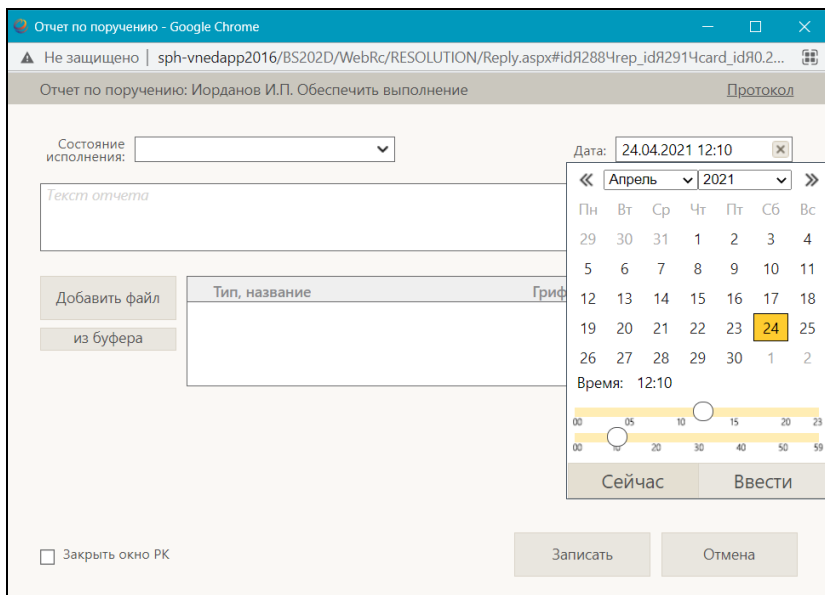 Отчет по поручению - Google Chrome
Не защищено | sph-vnedapp2016/BS202D/WebRc/RESOLUTION/Reply.aspx#idЯ288Чrep_idЯ291Чcard_idЯ0.2...
Отчет по поручению: Иорданов И.П. Обеспечить выполнение Протокол
Состояние исполнения:
Дата: 24.04.2021 12:10
Текст отчета
Апрель 2021
Пн Вт Ср Чт Пт Сб Вс
29 30 31 1 2 3 4
5 6 7 8 9 10 11
12 13 14 15 16 17 18
19 20 21 22 23 24 25
26 27 28 29 30 1 2
Время: 12:10
00 05 10 15 20 23
00 10 20 30 40 50 59
Сейчас Ввести
Добавить файл
из буфера
Тип, название Гриф
Закрыть окно РК
Записать Отмена